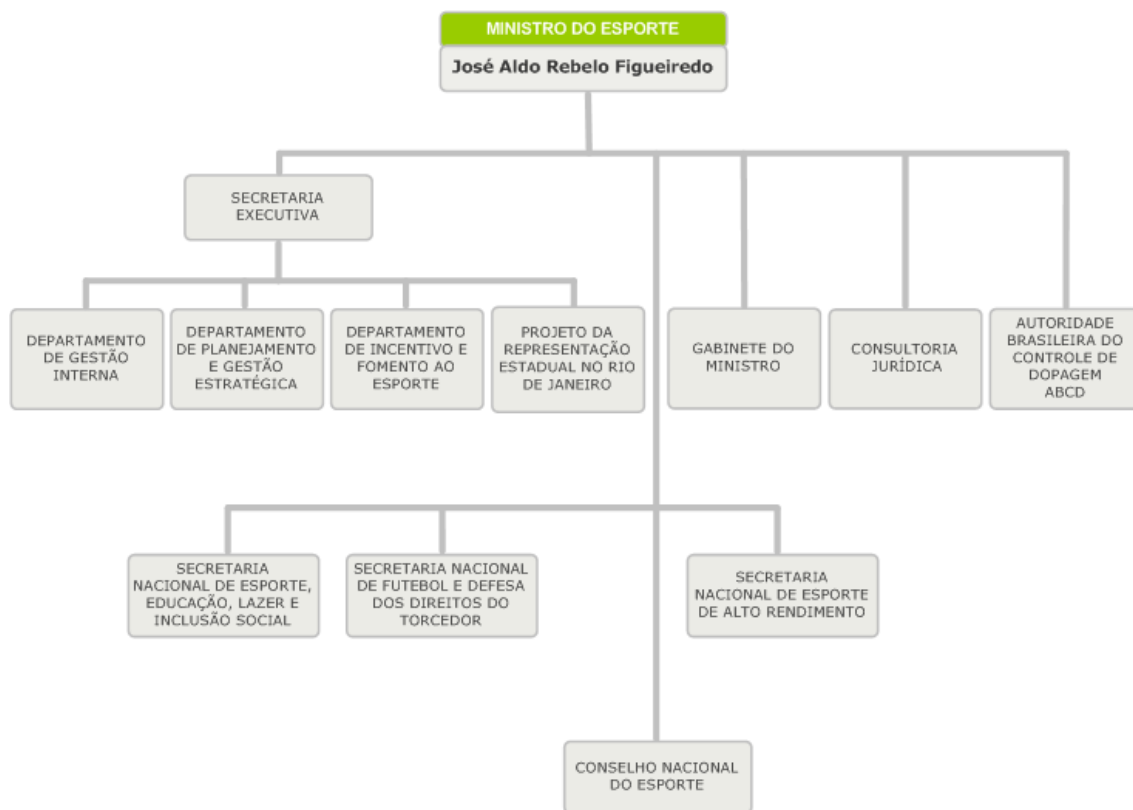 MINISTRO DO ESPORTE
José Aldo Rebelo Figueiredo
SECRETARIA
EXECUTIVA
DEPARTAMENTO
DE GESTÃO
INTERNA
DEPARTAMENTO
DE PLANEJAMENTO
E GESTÃO
ESTRATÉGICA
DEPARTAMENTO
DE INCENTIVO E
FOMENTO AO
ESPORTE
PROJETO DA
REPRESENTAÇÃO
ESTADUAL NO RIO
DE JANEIRO
GABINETE DO
MINISTRO
CONSULTORIA
JURÍDICA
AUTORIDADE
BRASILEIRA DO
CONTROLE DE
DOPAGEM
ABCD
SECRETARIA
NACIONAL DE ESPORTE,
EDUCAÇÃO, LAZER E
INCLUSÃO SOCIAL
SECRETARIA NACIONAL
DE FUTEBOL E DEFESA
DOS DIREITOS DO
TORCEDOR
SECRETARIA
NACIONAL DE ESPORTE
DE ALTO RENDIMENTO
CONSELHO NACIONAL
DO ESPORTE